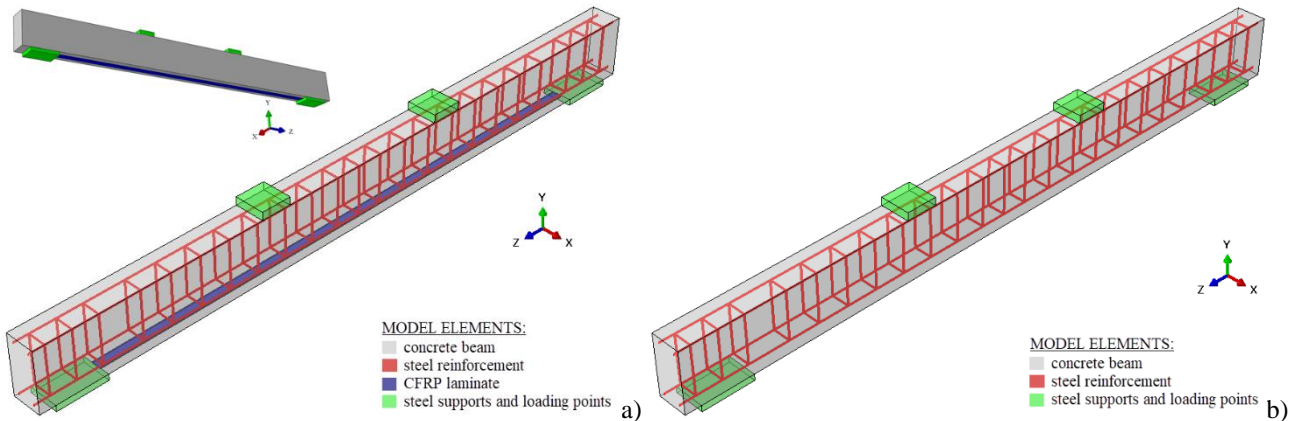 Y
X
Z
Y
Z
X
MODEL ELEMENTS:
concrete beam
steel reinforcement
CFRP laminate
steel supports and loading points
a)
Y
Z
X
MODEL ELEMENTS:
concrete beam
steel reinforcement
steel supports and loading points
b)